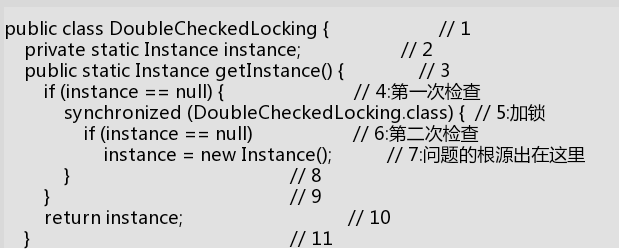 public class DoubleCheckedLocking { // 1
private static Instance instance; // 2
public static Instance getInstance() { // 3
if (instance == null) { // 4:第一次检查
synchronized (DoubleCheckedLocking.class) { // 5:加锁
if (instance == null) // 6:第二次检查
instance = new Instance(); // 7:问题的根源出在这里
} // 8
} // 9
return instance; // 10
} // 11